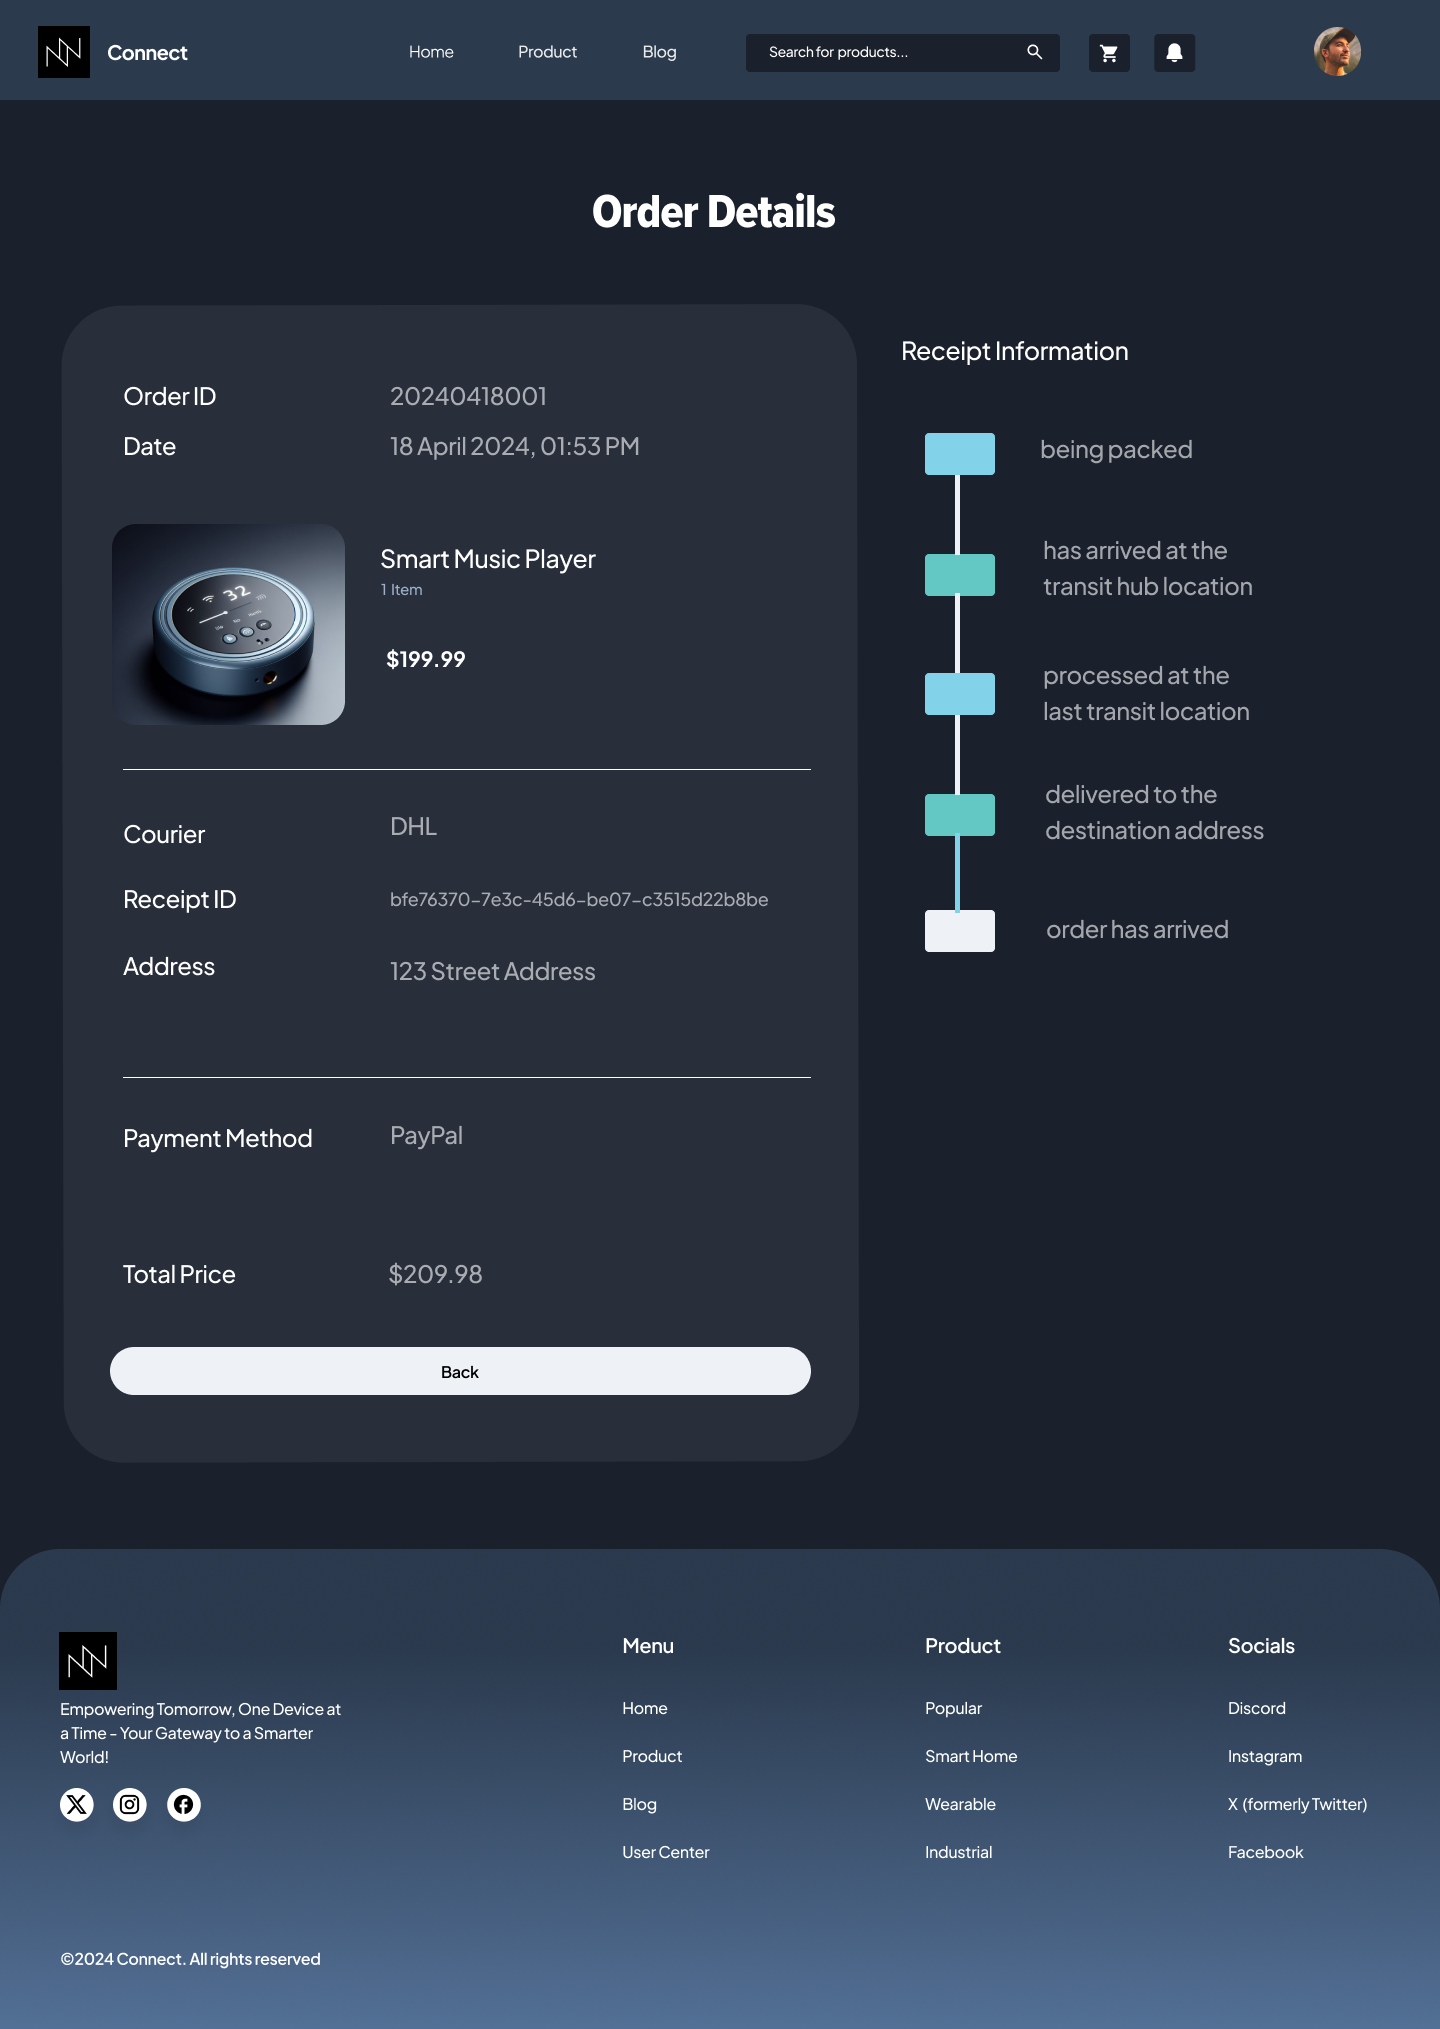 Connect
Home
Product
Blog
Search for products...
Order Details
Order ID
20240418001
Date
18 April 2024, 01:53 PM
32
Smart Music Player
1 Item
$199.99
Courier
DHL
Receipt ID
bfe76370-7e3c-45d6-be07-c3515d22b8be
Address
123 Street Address
Payment Method
PayPal
Total Price
$209.98
Back
Receipt Information
being packed
has arrived at the
transit hub location
processed at the
last transit location
delivered to the
destination address
order has arrived
Empowering Tomorrow, One Device at
a Time - Your Gateway to a Smarter
World!
Menu
Home
Product
Blog
User Center
Product
Popular
Smart Home
Wearable
Industrial
Socials
Discord
Instagram
X (formerly Twitter)
Facebook
©2024 Connect. All rights reserved